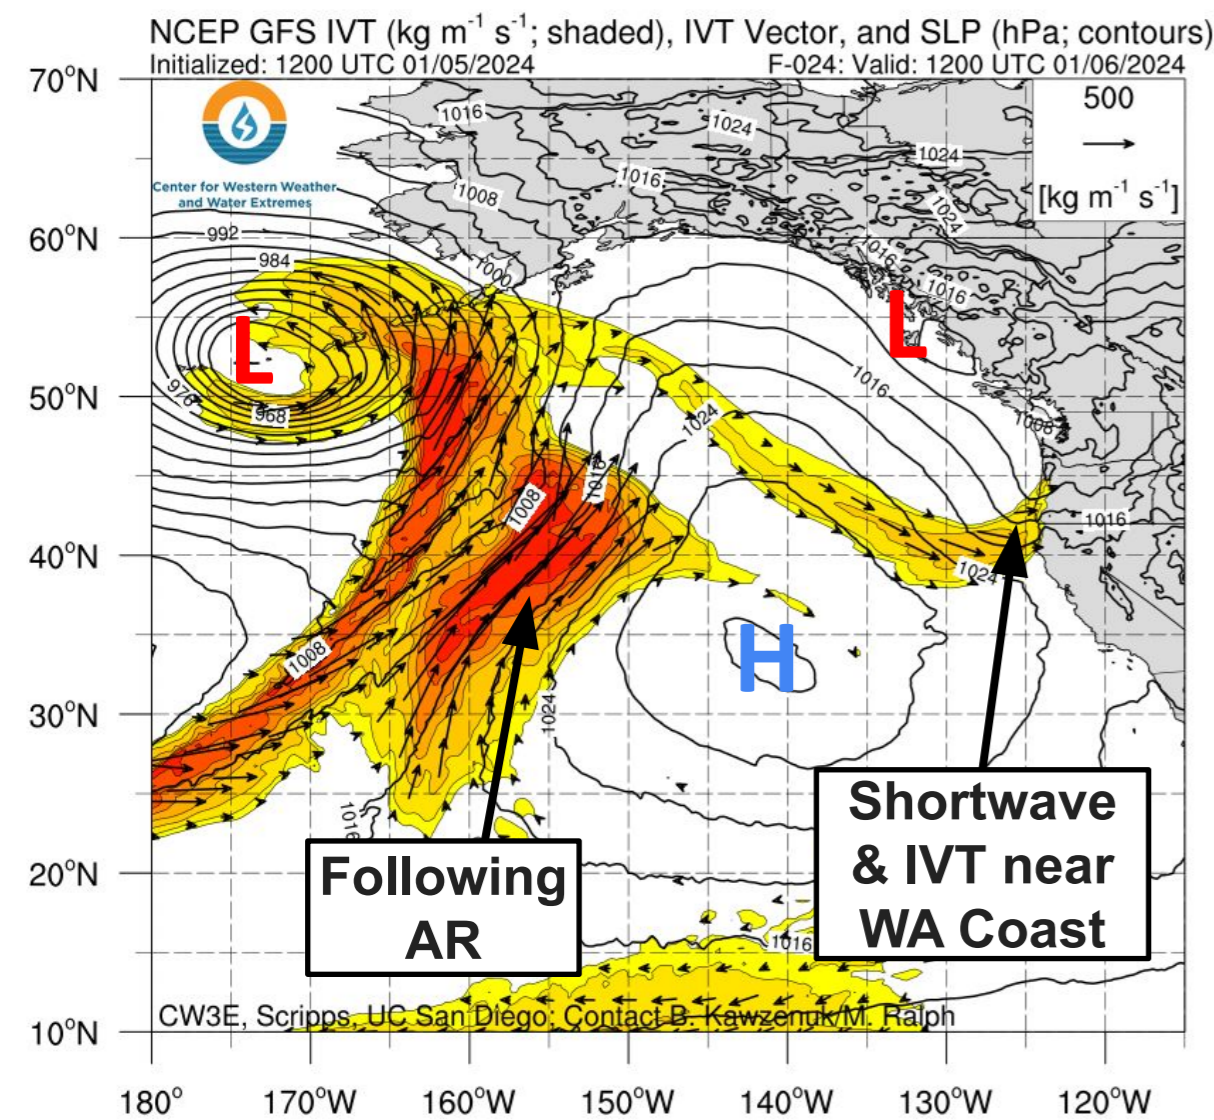 NCEP GFS IVT (kg m⁻¹ s⁻¹; shaded), IVT Vector, and SLP (hPa; contours)
Initialized: 1200 UTC 01/05/2024 F-024: Valid: 1200 UTC 01/06/2024
70°N
500
[kg m⁻¹ s⁻¹]
Center for Western Weather
and Water Extremes
1016
1024
1024
1016
1008
1024
60°N
992
1016
984
1000
1016
L
L
976
968
50°N
1016
1024
1008
1016
1008
1016
40°N
1024
1008
H
30°N
1024
1016
Shortwave
& IVT near
WA Coast
Following
AR
20°N
1016
CW3E, Scripps, UC San Diego; Contact B. Kawzenuk/M. Ralph
10°N
180° 170°W 160°W 150°W 140°W 130°W 120°W